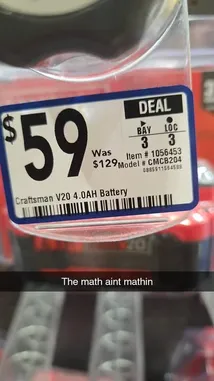 DEAL
$59
BAY LOC
3 3
Was
$129
Item # 1056453
Model # CMCB204
Craftsman V20 4.0AH Battery
The math aint mathin